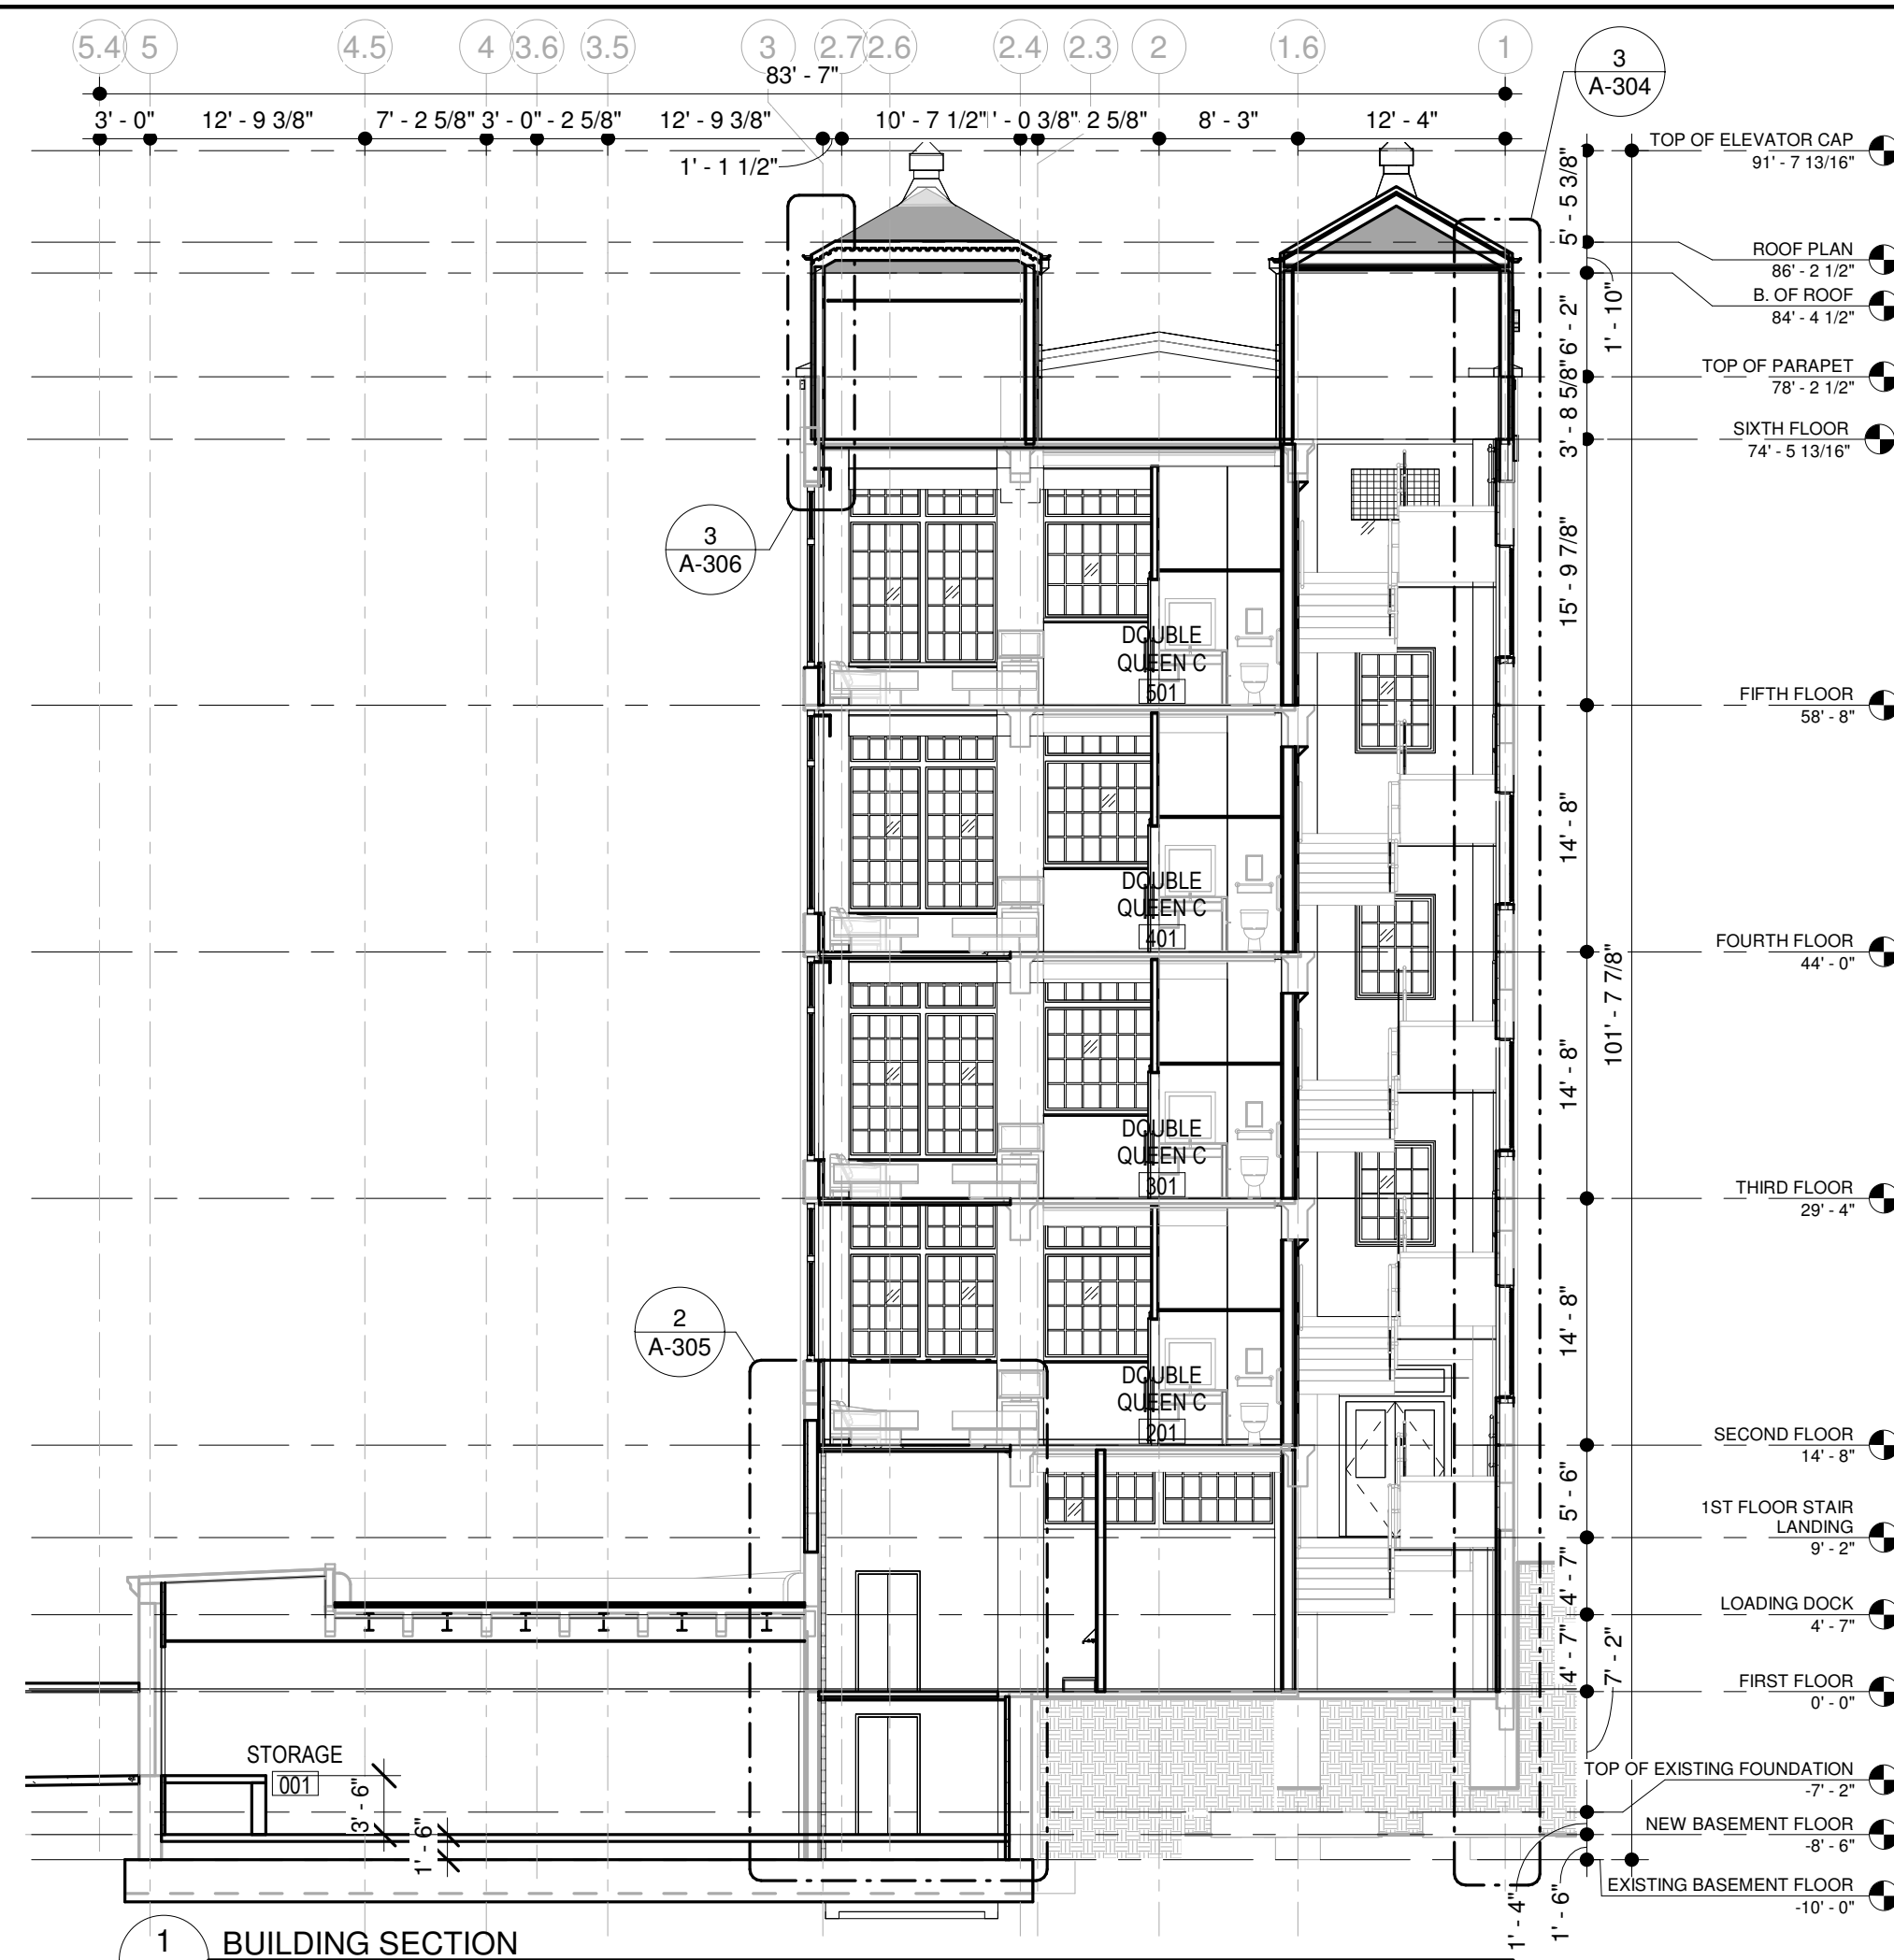 5.4 5 4.5 4 3.6 3.5 3 2.7 2.6 2.4 2.3 2 1.6 1
3
A-304
83' - 7"
3' - 0" 12' - 9 3/8" 7' - 2 5/8" 3' - 0" - 2 5/8" 12' - 9 3/8" 10' - 7 1/2" ' - 0 3/8" 2 5/8" 8' - 3" 12' - 4"
1' - 1 1/2"
TOP OF ELEVATOR CAP
91' - 7 13/16"
5' - 5 3/8"
ROOF PLAN
86' - 2 1/2"
1' - 10"
B. OF ROOF
84' - 4 1/2"
6' - 2"
TOP OF PARAPET
78' - 2 1/2"
3' - 8 5/8"
SIXTH FLOOR
74' - 5 13/16"
3
A-306
15' - 9 7/8"
DOUBLE
QUEEN C
501
FIFTH FLOOR
58' - 8"
14' - 8"
DOUBLE
QUEEN C
401
FOURTH FLOOR
44' - 0"
101' - 7 7/8"
14' - 8"
DOUBLE
QUEEN C
301
THIRD FLOOR
29' - 4"
14' - 8"
2
A-305
DOUBLE
QUEEN C
201
SECOND FLOOR
14' - 8"
5' - 6"
1ST FLOOR STAIR
LANDING
9' - 2"
4' - 7"
LOADING DOCK
4' - 7"
4' - 7"
7' - 2"
FIRST FLOOR
0' - 0"
STORAGE
001
3' - 6"
1' - 6"
TOP OF EXISTING FOUNDATION
-7' - 2"
NEW BASEMENT FLOOR
-8' - 6"
EXISTING BASEMENT FLOOR
-10' - 0"
1' - 4"
1' - 6"
1
BUILDING SECTION